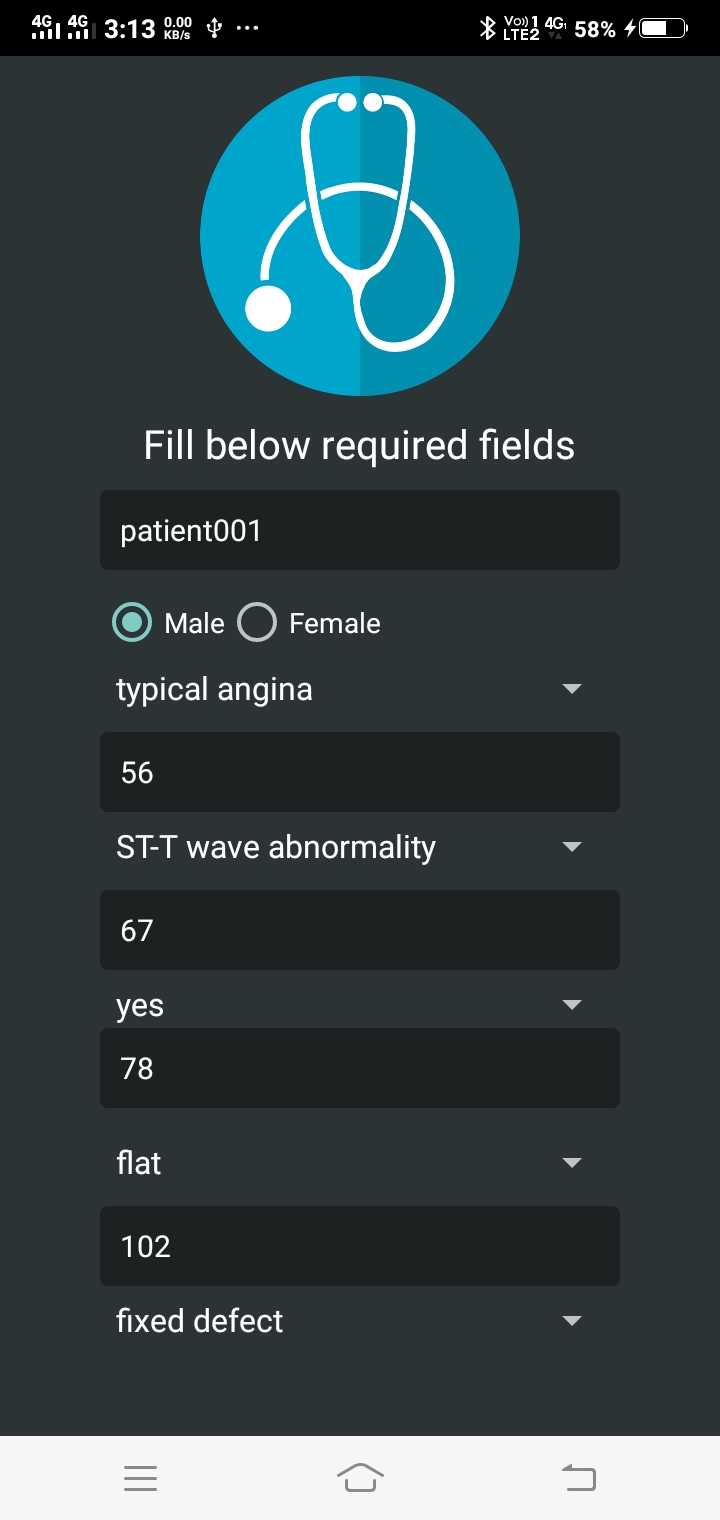 4G 4G 3:13 0.00 KB/s ... Vo)) 1 LTE2 4G 58%
Fill below required fields
patient001
Male Female
typical angina
56
ST-T wave abnormality
67
yes
78
flat
102
fixed defect